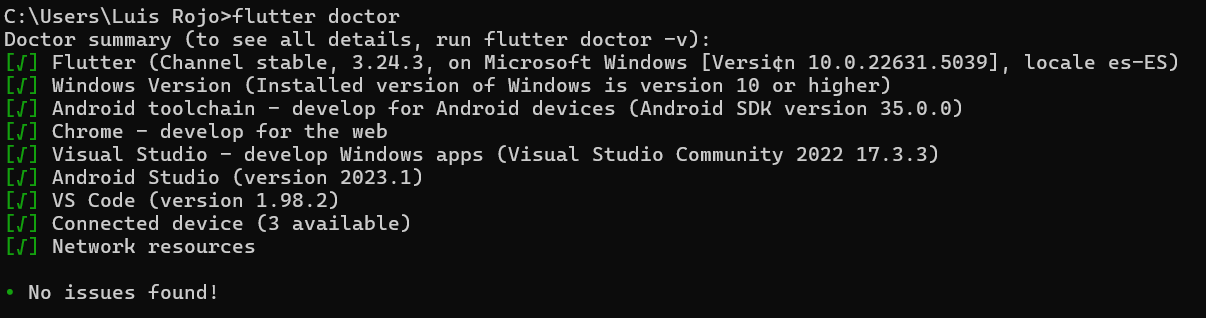 C:\Users\Luis Rojo>flutter doctor
Doctor summary (to see all details, run flutter doctor -v):
[√] Flutter (Channel stable, 3.24.3, on Microsoft Windows [Versi¢n 10.0.22631.5039], locale es-ES)
[√] Windows Version (Installed version of Windows is version 10 or higher)
[√] Android toolchain - develop for Android devices (Android SDK version 35.0.0)
[√] Chrome - develop for the web
[√] Visual Studio - develop Windows apps (Visual Studio Community 2022 17.3.3)
[√] Android Studio (version 2023.1)
[√] VS Code (version 1.98.2)
[√] Connected device (3 available)
[√] Network resources
• No issues found!